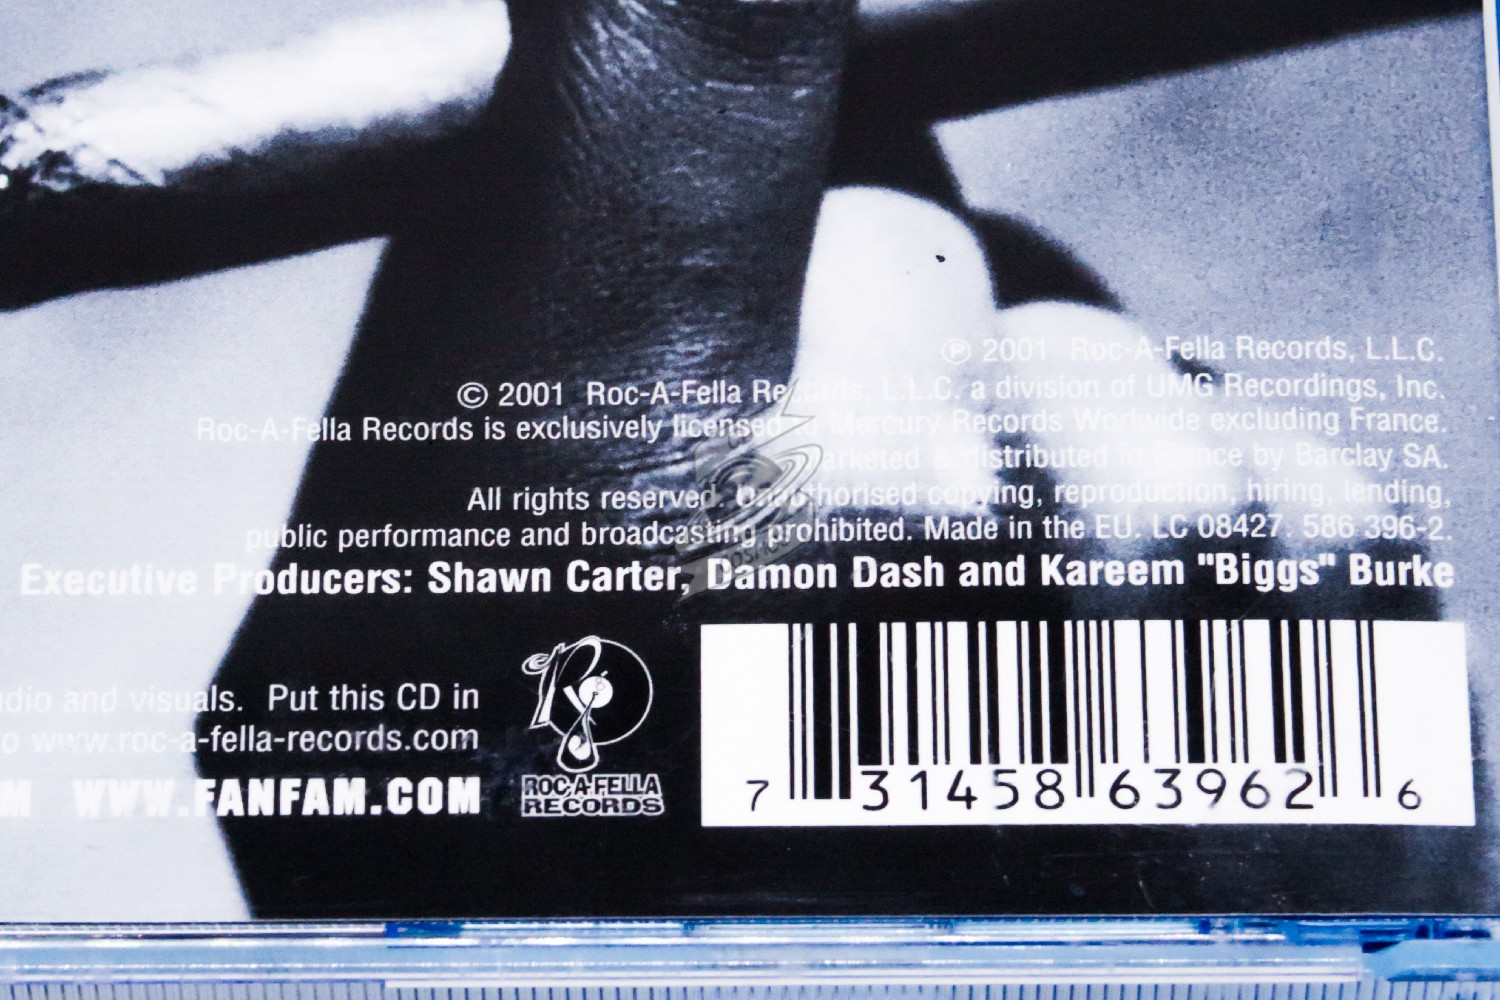 ℗ 2001 Roc-A-Fella Records, L.L.C.
© 2001 Roc-A-Fella Records, L.L.C. a division of UMG Recordings, Inc.
Roc-A-Fella Records is exclusively licensed to Mercury Records Worlwide excluding France.
Marketed & distributed in France by Barclay SA.
All rights reserved. Unauthorised copying, reproduction, hiring, lending,
public performance and broadcasting prohibited. Made in the EU. LC 08427. 586 396-2.
Executive Producers: Shawn Carter, Damon Dash and Kareem "Biggs" Burke
and visuals. Put this CD in
www.roc-a-fella-records.com
WWW.FANFAM.COM
ROC-A-FELLA
RECORDS
7 31458 63962 6